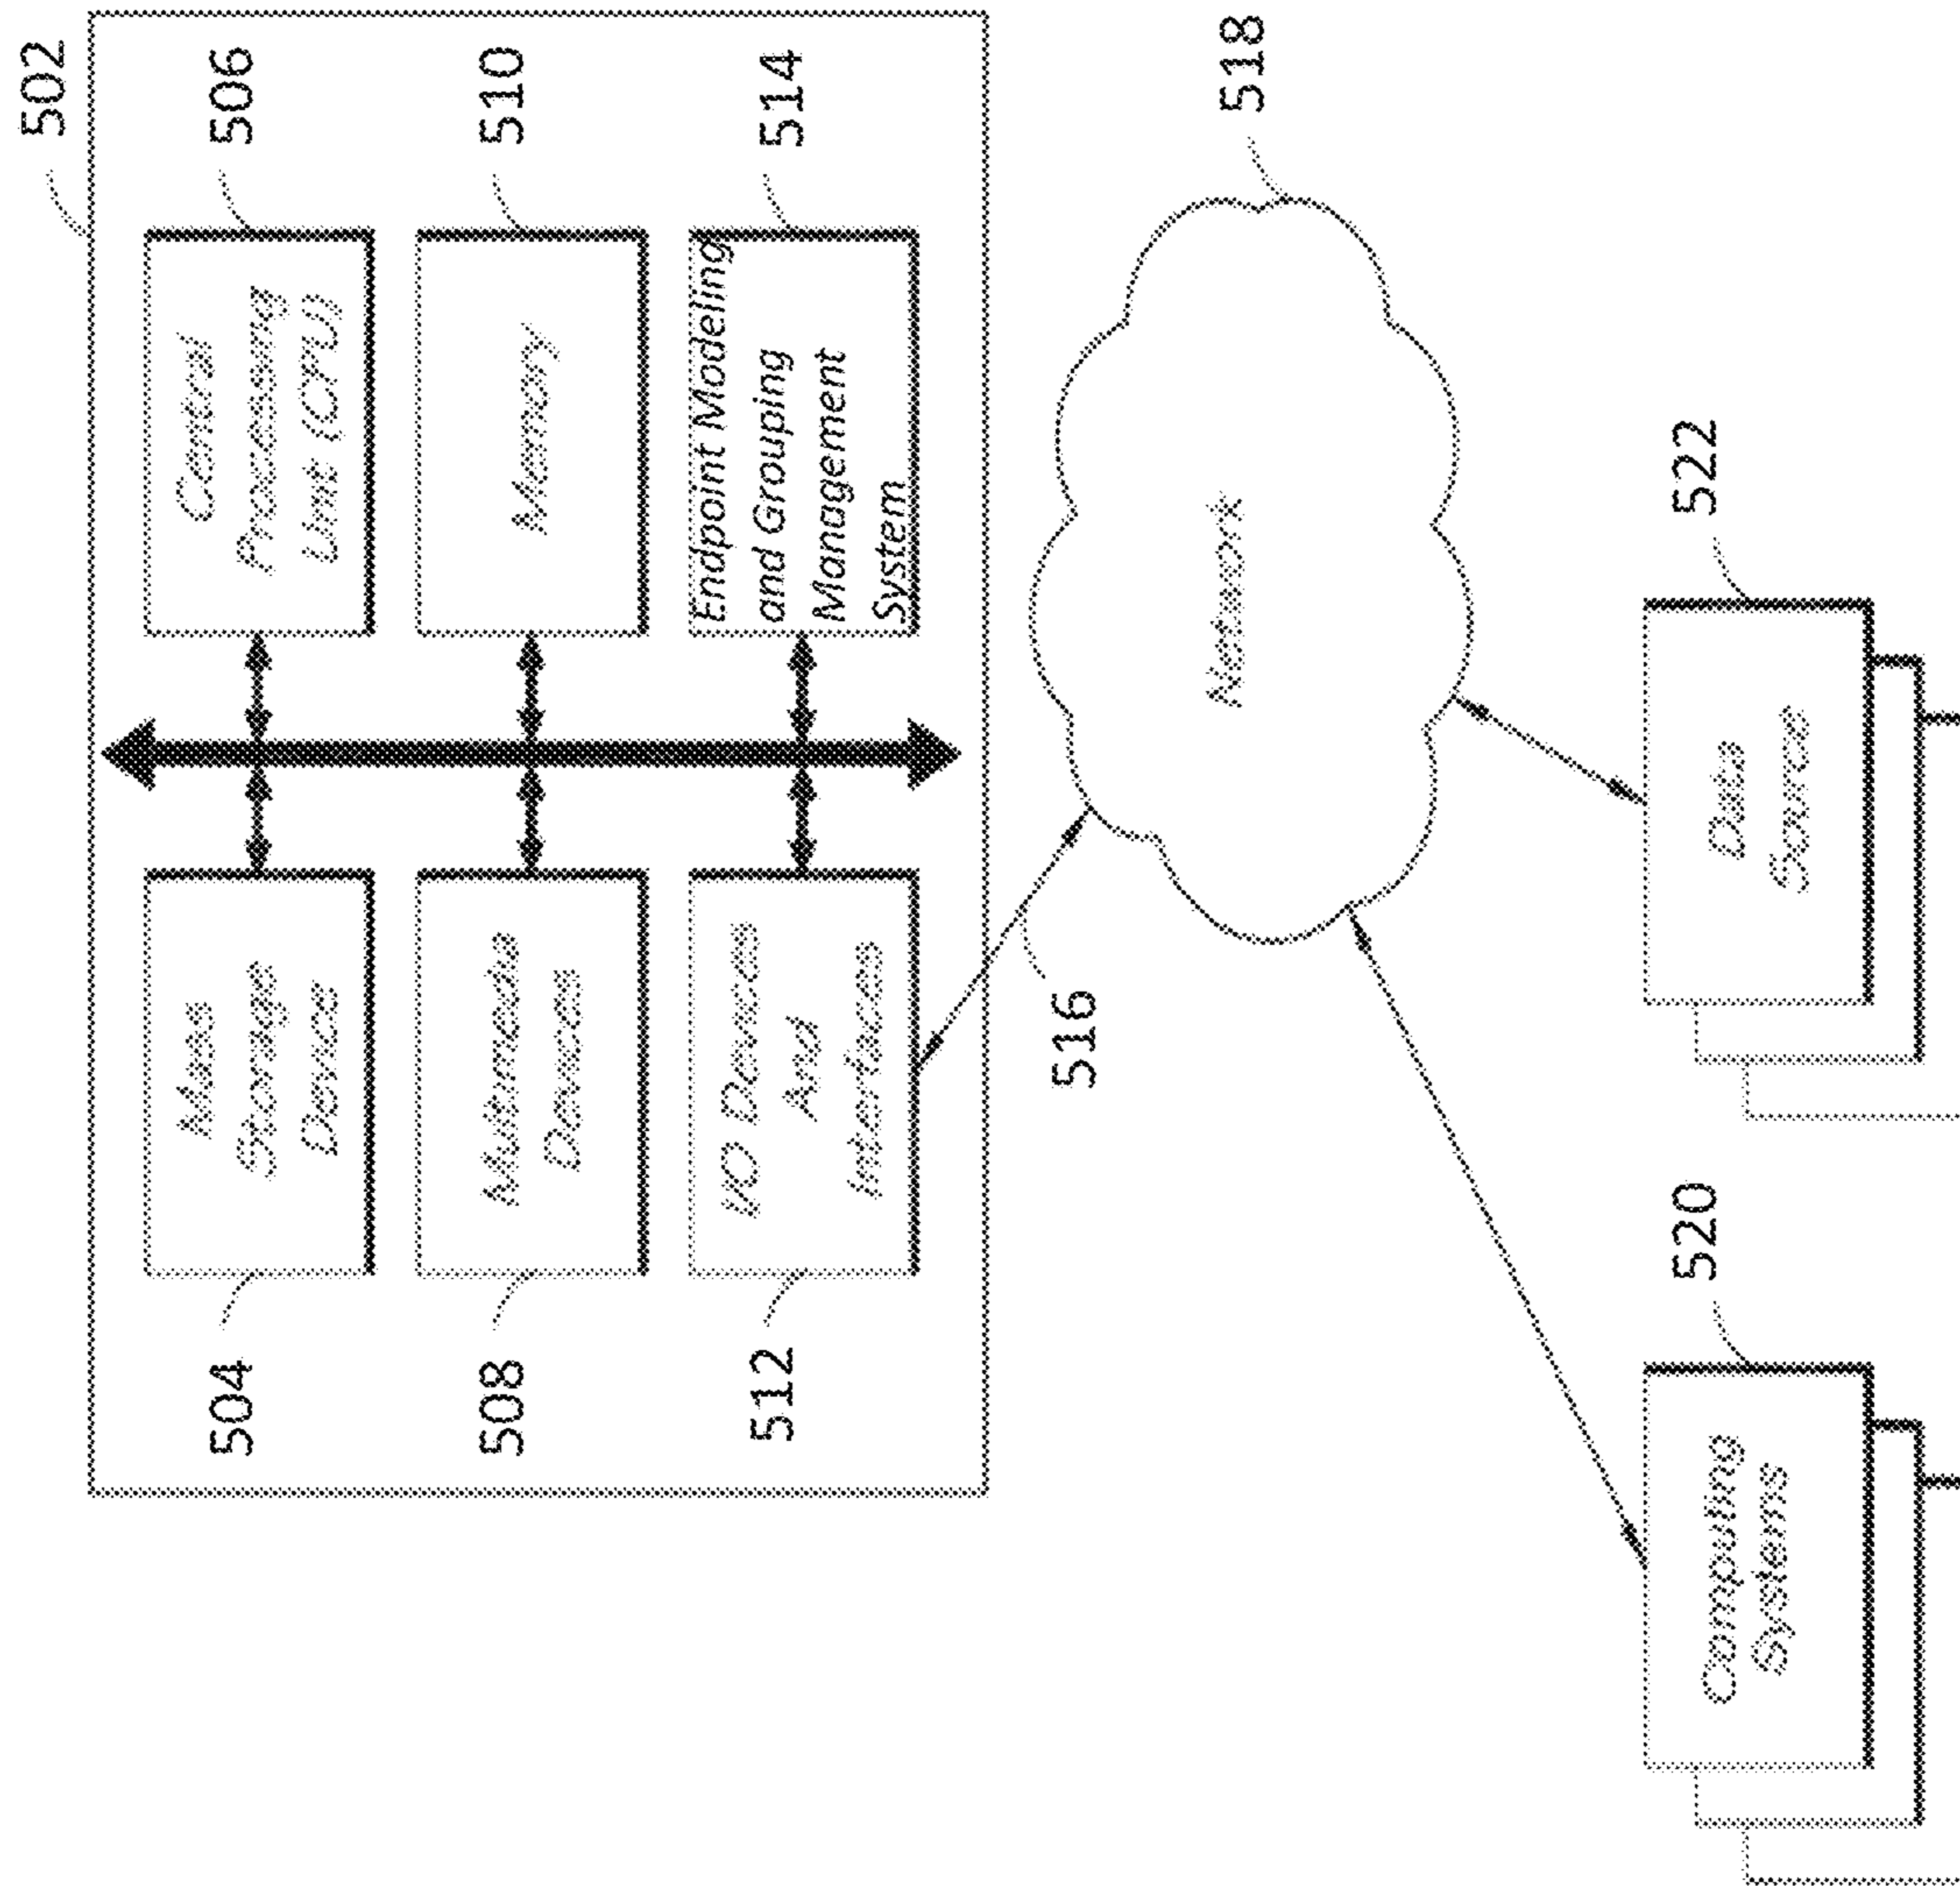 502
504
Mass
Storage
Device
Central
Processing
Unit (CPU)
506
508
Multimedia
Devices
Memory
510
512
I/O Devices
And
Interfaces
Endpoint Modeling
and Grouping
Management
System
514
516
Network
518
520
Computing
Systems
522
Data
Source